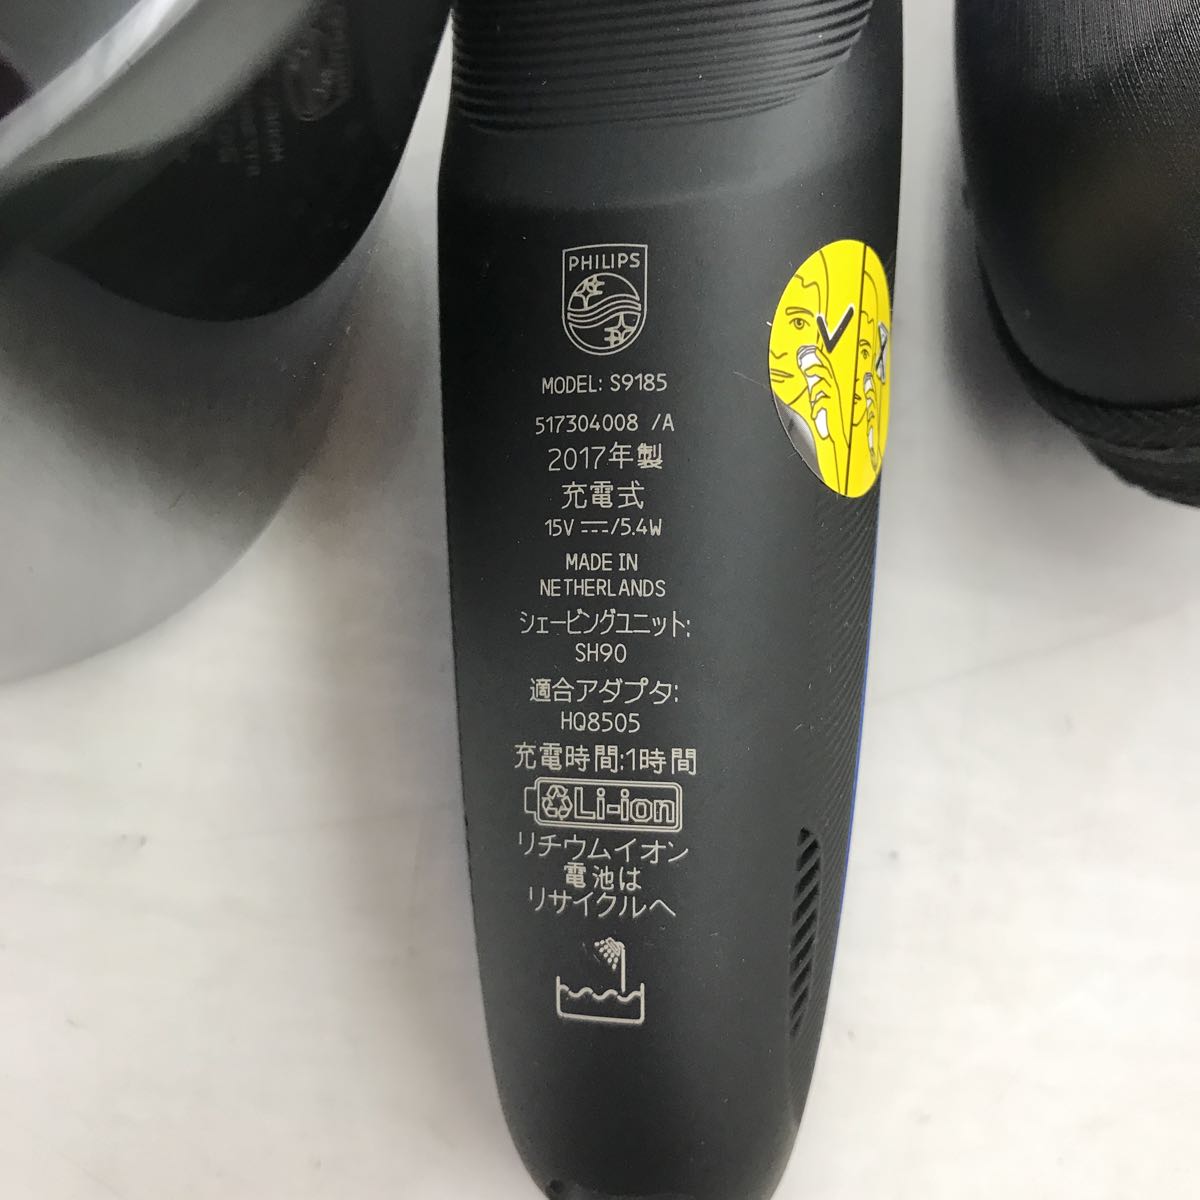 PHILIPS
MODEL: S9185
517304008 /A
2017年製
充電式
15V ⎓/5.4W
MADE IN
NETHERLANDS
シェービングユニット:
SH90
適合アダプタ:
HQ8505
充電時間:1時間
Li-ion
リチウムイオン
電池は
リサイクルへ